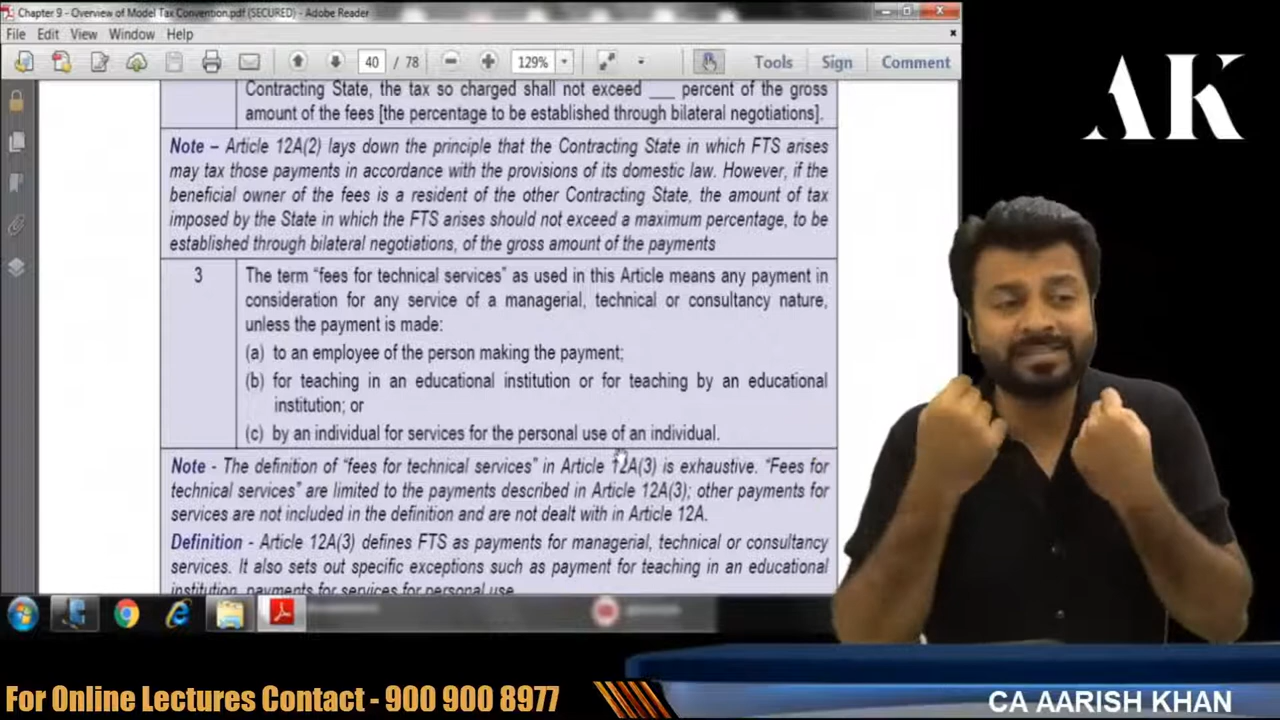 Chapter 9 - Overview of Model Tax Convention.pdf (SECURED) - Adobe Reader
File Edit View Window Help
40 / 78 129% Tools Sign Comment
Contracting State, the tax so charged shall not exceed ___ percent of the gross
amount of the fees [the percentage to be established through bilateral negotiations].
Note – Article 12A(2) lays down the principle that the Contracting State in which FTS arises
may tax those payments in accordance with the provisions of its domestic law. However, if the
beneficial owner of the fees is a resident of the other Contracting State, the amount of tax
imposed by the State in which the FTS arises should not exceed a maximum percentage, to be
established through bilateral negotiations, of the gross amount of the payments
3 The term “fees for technical services” as used in this Article means any payment in
consideration for any service of a managerial, technical or consultancy nature,
unless the payment is made:
(a) to an employee of the person making the payment;
(b) for teaching in an educational institution or for teaching by an educational
institution; or
(c) by an individual for services for the personal use of an individual.
Note - The definition of “fees for technical services” in Article 12A(3) is exhaustive. “Fees for
technical services” are limited to the payments described in Article 12A(3); other payments for
services are not included in the definition and are not dealt with in Article 12A.
Definition - Article 12A(3) defines FTS as payments for managerial, technical or consultancy
services. It also sets out specific exceptions such as payment for teaching in an educational
institution, payments for services for personal use
AK
For Online Lectures Contact - 900 900 8977
CA AARISH KHAN